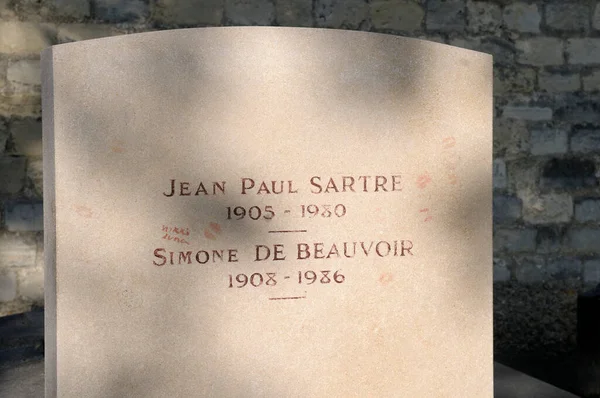 JEAN PAUL SARTRE
1905 - 1980
SIMONE DE BEAUVOIR
1908 - 1986